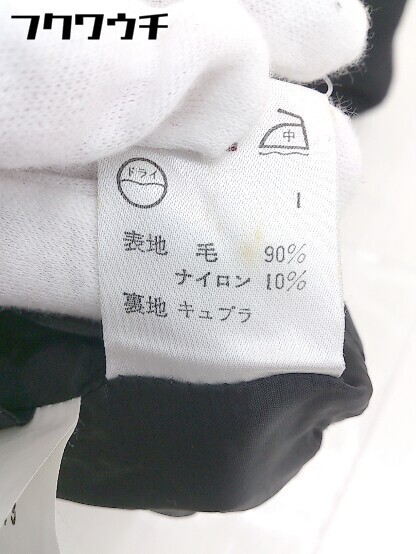 フクワウチ
中
ドライ
I
表地 毛 90%
ナイロン 10%
裏地 キュプラ